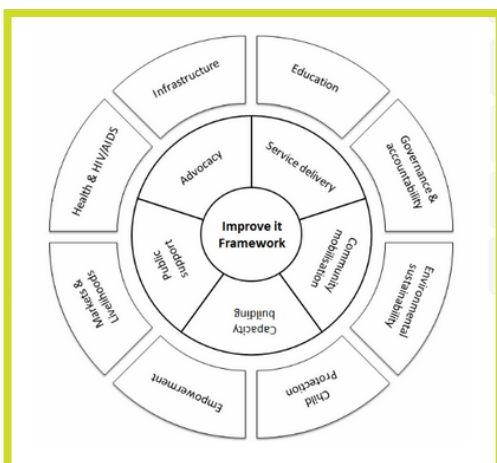 Improve it
Framework
Advocacy
Service delivery
Community
mobilisation
Capacity
building
Public
support
Infrastructure
Education
Governance &
accountability
Environmental
sustainability
Child
Protection
Empowerment
Markets &
Livelihoods
Health & HIV/AIDS